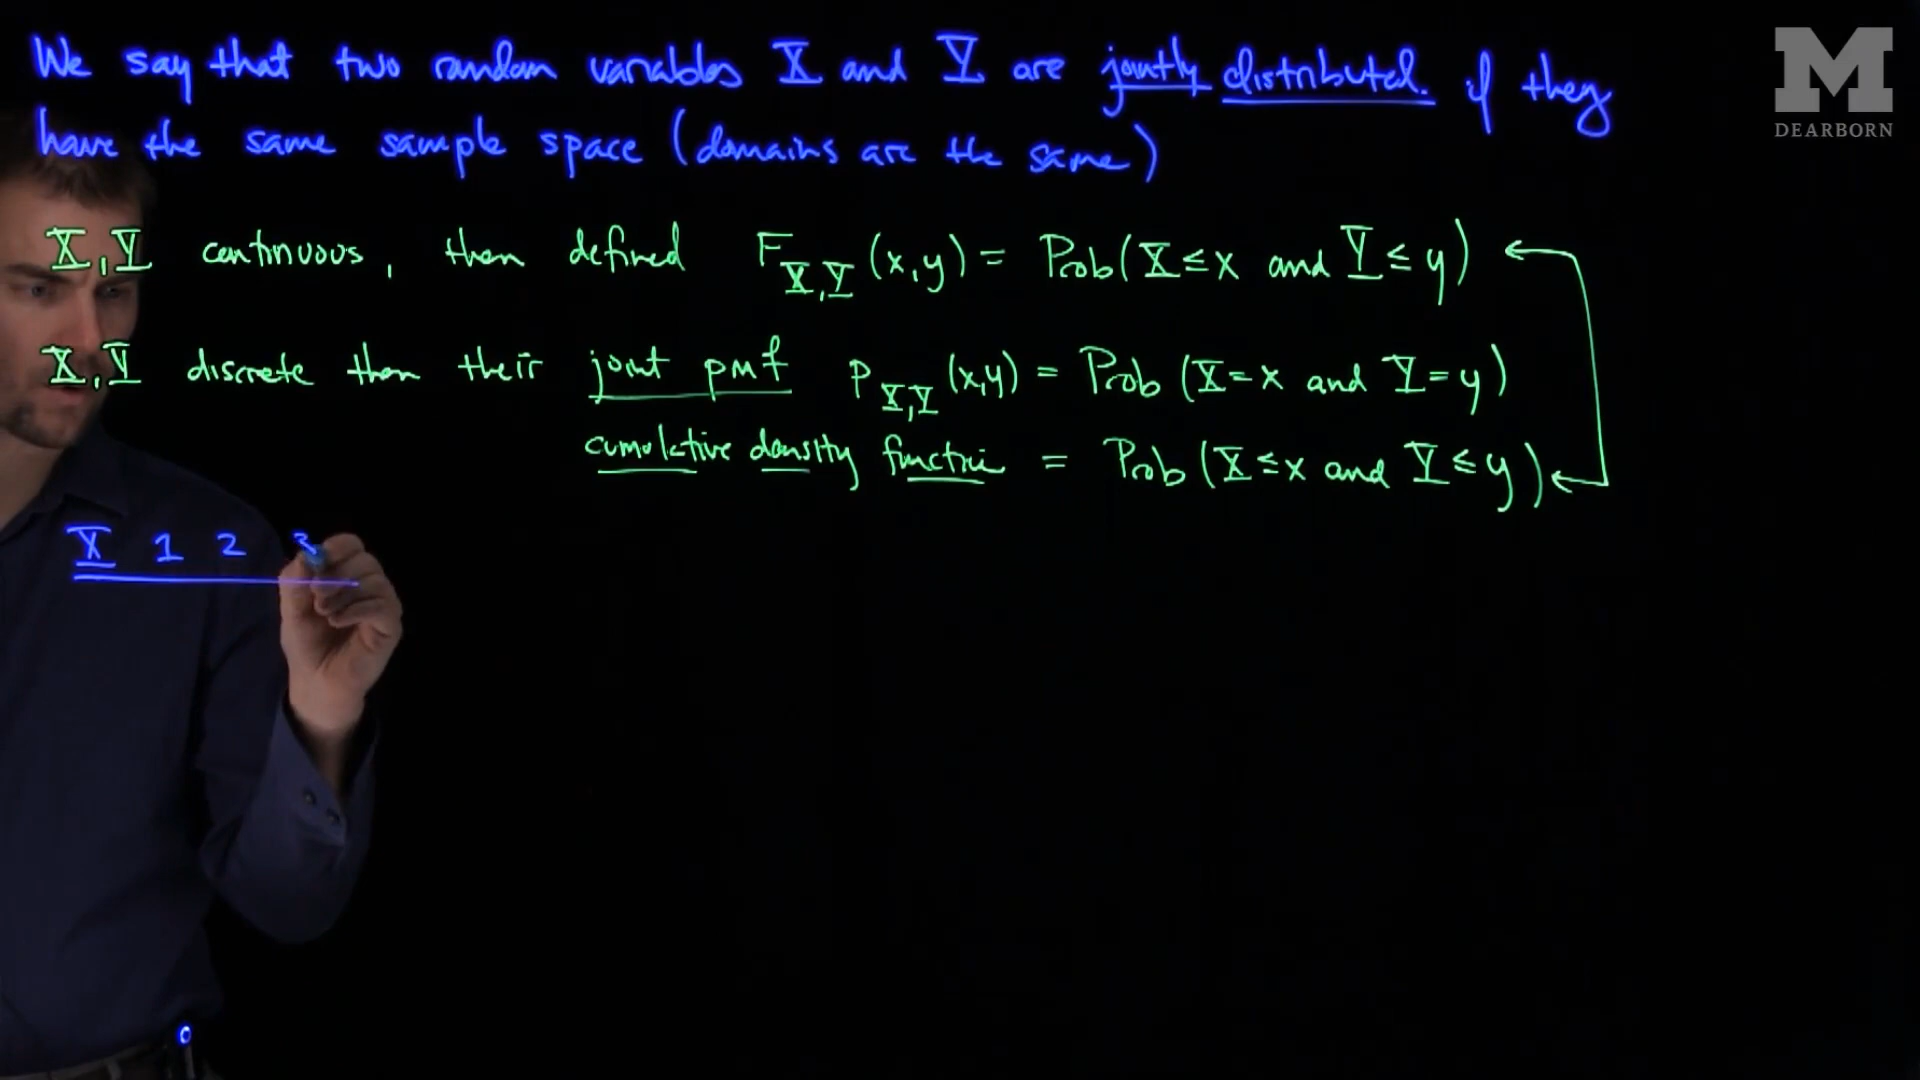 We say that two random variables X and Y are jointly distributed. if they
have the same sample space (domains are the same)
X, Y continuous, then defined F_{X,Y}(x,y) = Prob(X ≤ x and Y ≤ y)
X, Y discrete then their joint pmf P_{X,Y}(x,y) = Prob(X = x and Y = y)
cumulative density function = Prob(X ≤ x and Y ≤ y)
X 1 2 3
M
DEARBORN